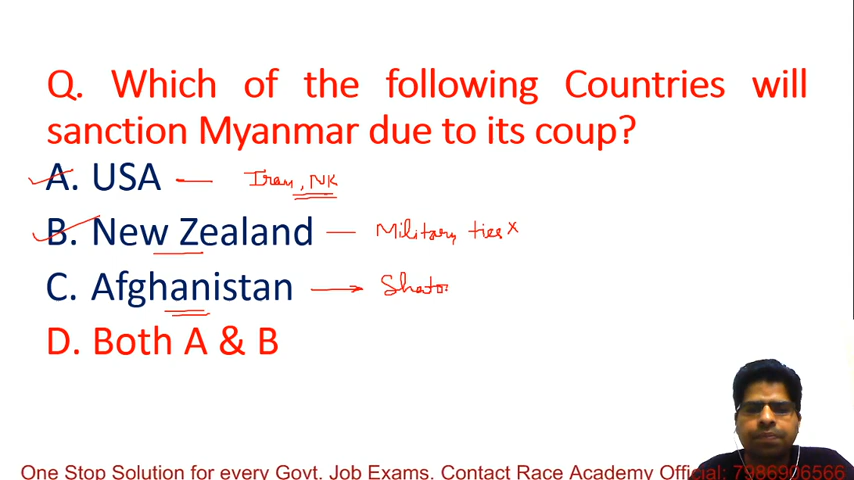 Q. Which of the following Countries will
sanction Myanmar due to its coup?
A. USA — Iran, NK
B. New Zealand — Military ties x
C. Afghanistan →
D. Both A & B
One Stop Solution for every Govt. Job Exams. Contact Race Academy Official: 7986906566